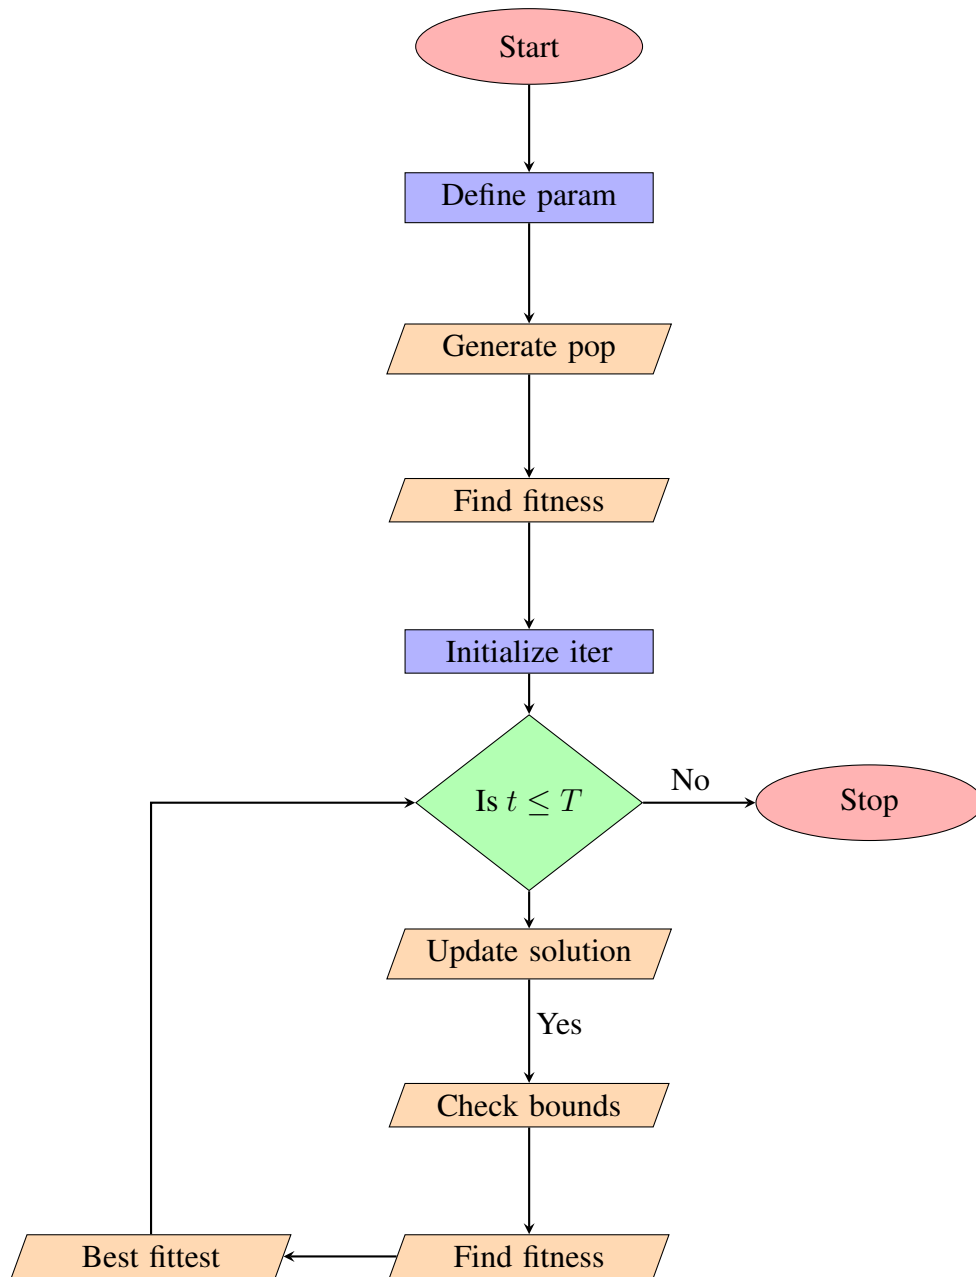 Start
Define param
Generate pop
Find fitness
Initialize iter
Is t ≤ T
No
Stop
Update solution
Yes
Check bounds
Best fittest
Find fitness